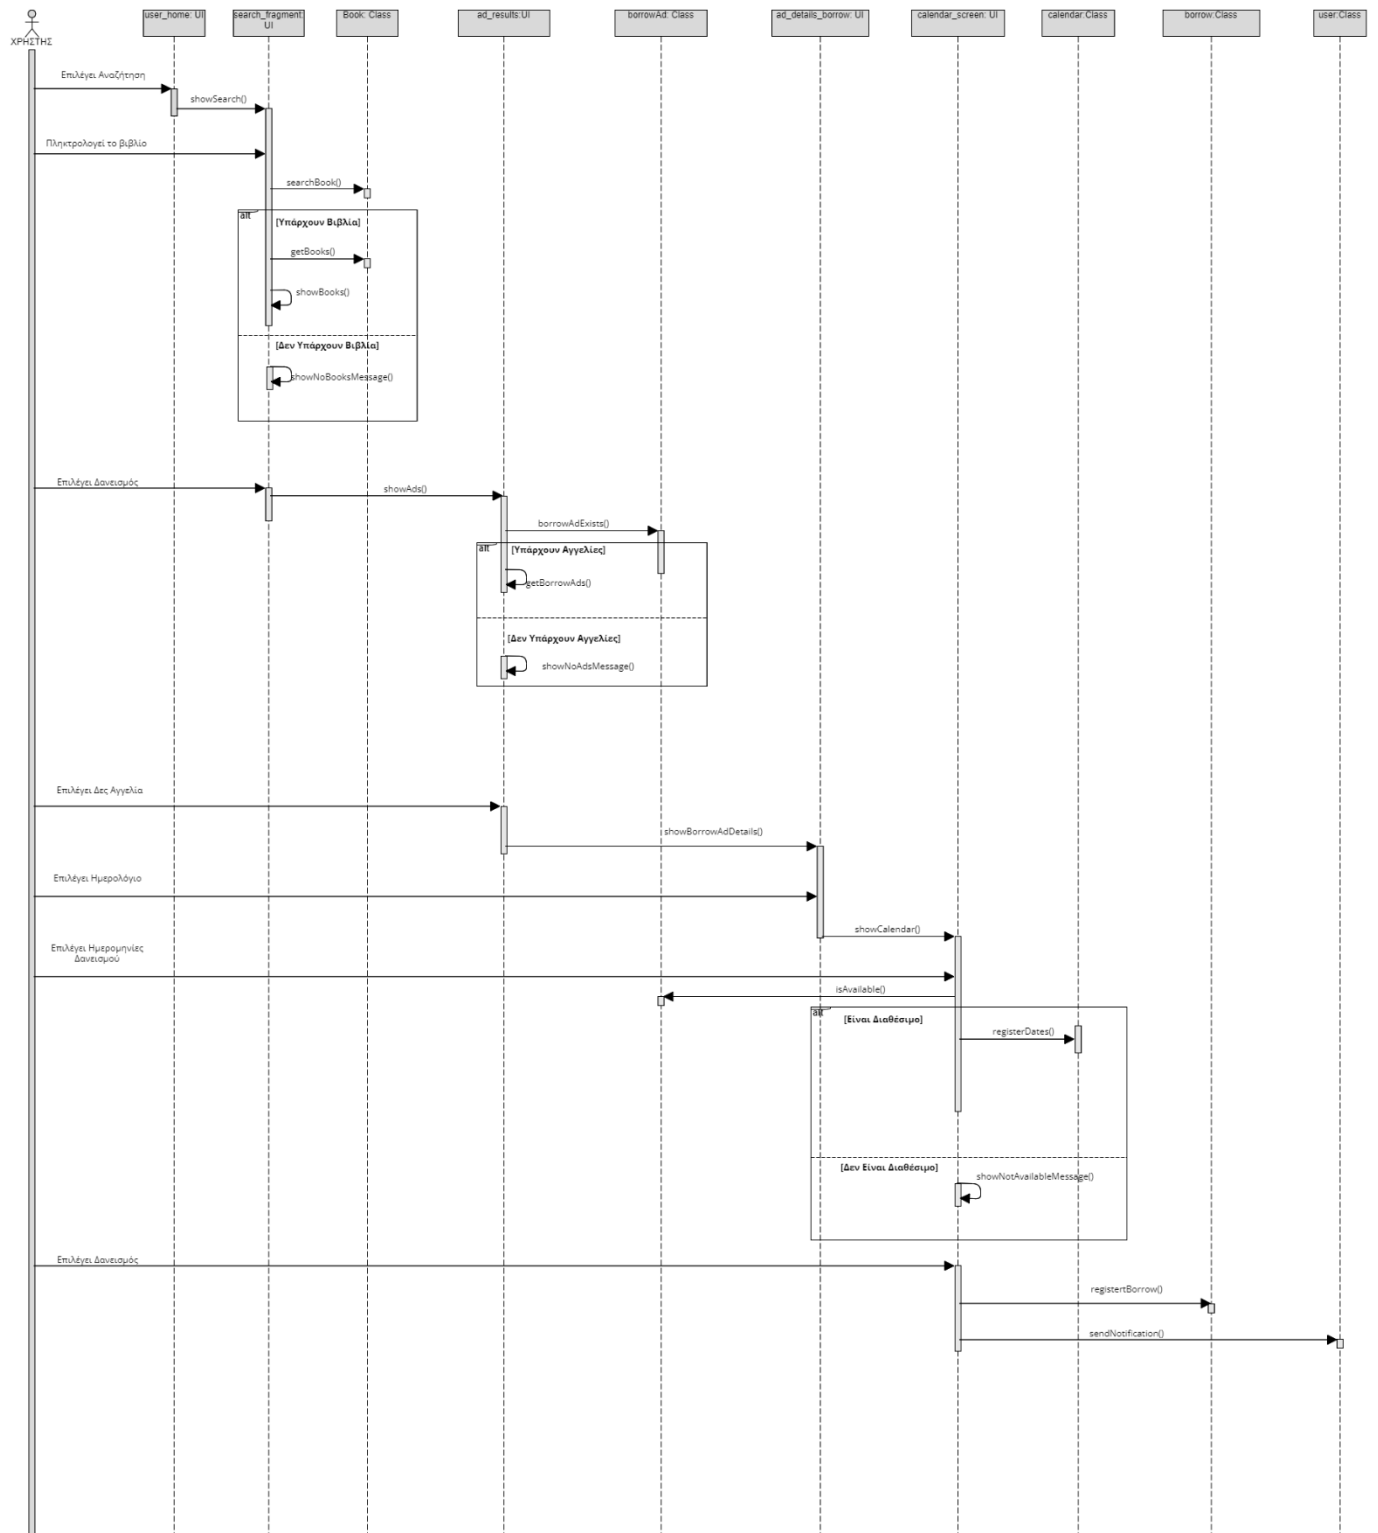 user_home: UI
search_fragment:
UI
Book: Class
ad_results:UI
borrowAd: Class
ad_details_borrow: UI
calendar_screen: UI
calendar:Class
borrow:Class
user:Class
ΧΡΗΣΤΗΣ
Επιλέγει Αναζήτηση
showSearch()
Πληκτρολογεί το βιβλίο
searchBook()
alt
[Υπάρχουν Βιβλία]
getBooks()
showBooks()
[Δεν Υπάρχουν Βιβλία]
showNoBooksMessage()
Επιλέγει Δανεισμός
showAds()
borrowAdExists()
alt
[Υπάρχουν Αγγελίες]
getBorrowAds()
[Δεν Υπάρχουν Αγγελίες]
showNoAdsMessage()
Επιλέγει Δες Αγγελία
showBorrowAdDetails()
Επιλέγει Ημερολόγιο
showCalendar()
Επιλέγει Ημερομηνίες
Δανεισμού
isAvailable()
alt
[Είναι Διαθέσιμο]
registerDates()
[Δεν Είναι Διαθέσιμο]
showNotAvailableMessage()
Επιλέγει Δανεισμός
registertBorrow()
sendNotification()